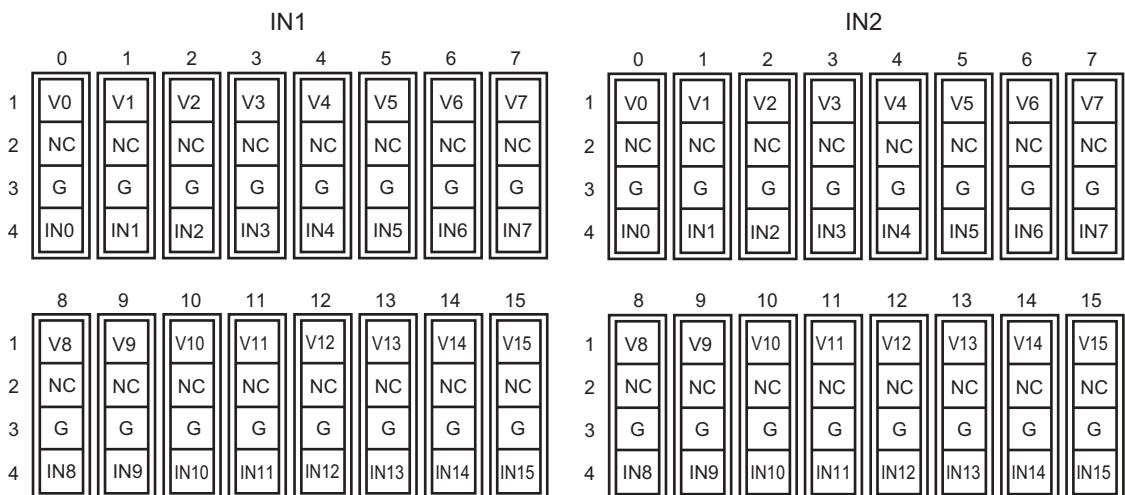 IN1 IN2
0 1 2 3 4 5 6 7 0 1 2 3 4 5 6 7
1 V0 V1 V2 V3 V4 V5 V6 V7 1 V0 V1 V2 V3 V4 V5 V6 V7
2 NC NC NC NC NC NC NC NC 2 NC NC NC NC NC NC NC NC
3 G G G G G G G G 3 G G G G G G G G
4 IN0 IN1 IN2 IN3 IN4 IN5 IN6 IN7 4 IN0 IN1 IN2 IN3 IN4 IN5 IN6 IN7
8 9 10 11 12 13 14 15 8 9 10 11 12 13 14 15
1 V8 V9 V10 V11 V12 V13 V14 V15 1 V8 V9 V10 V11 V12 V13 V14 V15
2 NC NC NC NC NC NC NC NC 2 NC NC NC NC NC NC NC NC
3 G G G G G G G G 3 G G G G G G G G
4 IN8 IN9 IN10 IN11 IN12 IN13 IN14 IN15 4 IN8 IN9 IN10 IN11 IN12 IN13 IN14 IN15